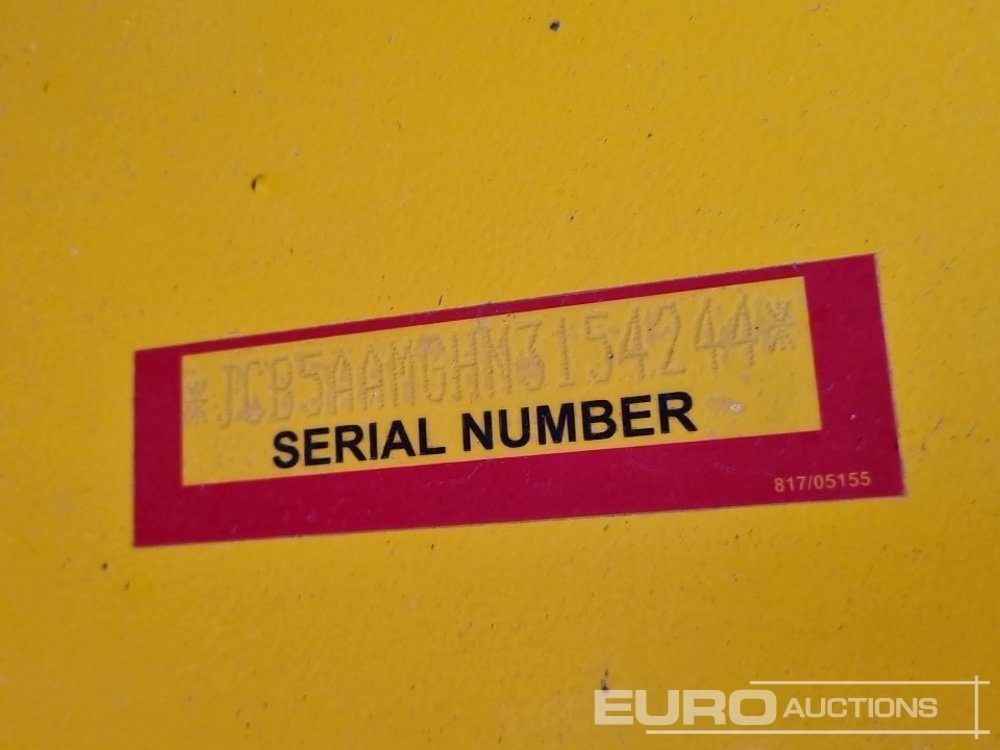 *JCB5AAMGHN3154244*
SERIAL NUMBER
817/05155
EURO AUCTIONS